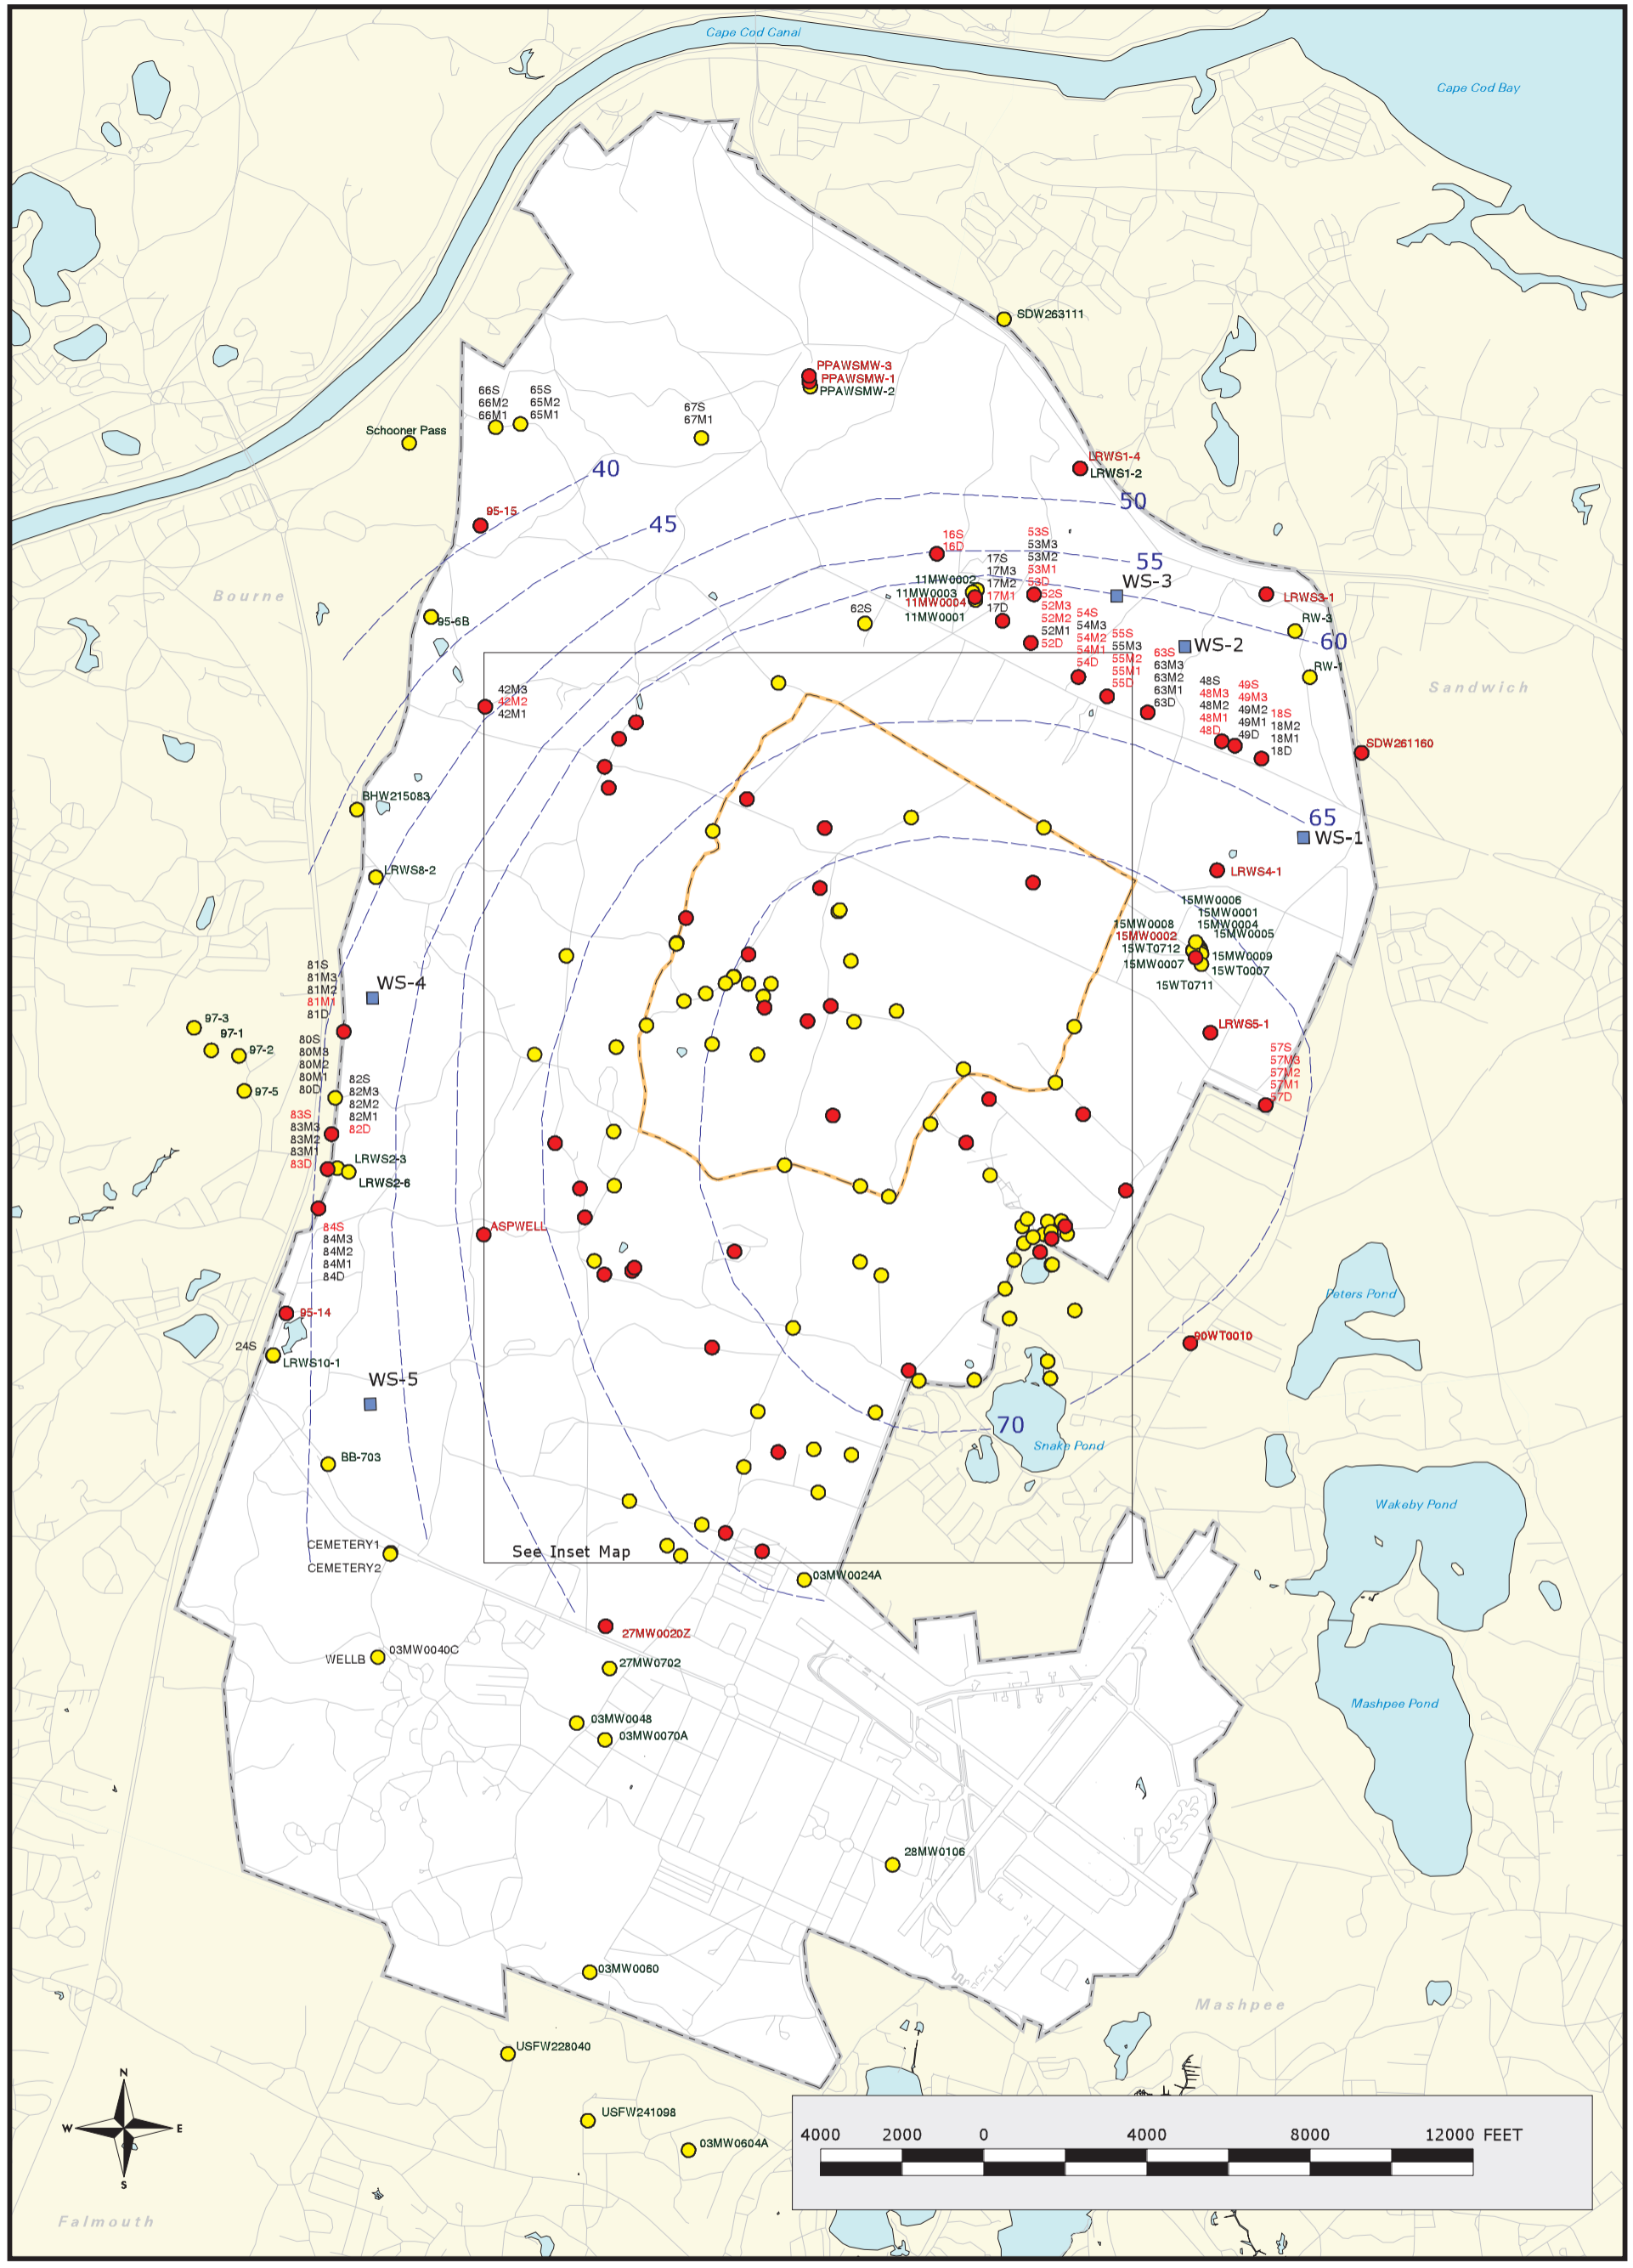 Cape Cod Canal
Cape Cod Bay
SDW263111
PPAWSMW-3
PPAWSMW-1
PPAWSMW-2
66S
66M2
66M1
65S
65M2
65M1
67S
67M1
Schooner Pass
40
LRWS1-4
LRWS1-2
50
95-15
45
16S
16D
53S
53M3
53M2
53M1
53D
55
17S
17M3
17M2
17M1
17D
11MW0002
11MW0003
11MW0004
11MW0001
WS-3
52S
52M3
52M2
52M1
52D
LRWS3-1
Bourne
62S
95-6B
54S
54M3
54M2
54M1
54D
55S
55M3
55M2
55M1
55D
RW-3
60
WS-2
63S
63M3
63M2
63M1
63D
RW-1
Sandwich
42M3
42M2
42M1
48S
48M3
48M2
48M1
48D
49S
49M3
49M2
49M1
49D
18S
18M2
18M1
18D
SDW261160
BHW215083
65
WS-1
LRWS8-2
LRWS4-1
15MW0006
15MW0001
15MW0004
15MW0005
15MW0008
15MW0002
15WT0712
15MW0007
15MW0009
15WT0007
15WT0711
81S
81M3
81M2
81M1
81D
WS-4
97-3
97-1
97-2
97-5
LRWS5-1
80S
80M3
80M2
80M1
80D
57S
57M3
57M2
57M1
57D
82S
82M3
82M2
82M1
82D
83S
83M3
83M2
83M1
83D
LRWS2-3
LRWS2-6
84S
84M3
84M2
84M1
84D
ASPWELL
Peters Pond
95-14
90WT0010
24S
LRWS10-1
WS-5
70
Snake Pond
BB-703
Wakeby Pond
CEMETERY1
CEMETERY2
See Inset Map
03MW0024A
27MW0020Z
03MW0040C
WELLB
27MW0702
Mashpee Pond
03MW0048
03MW0070A
28MW0106
03MW0060
Mashpee
USFW228040
USFW241098
03MW0604A
N
W
E
S
4000 2000 0 4000 8000 12000 FEET
Falmouth